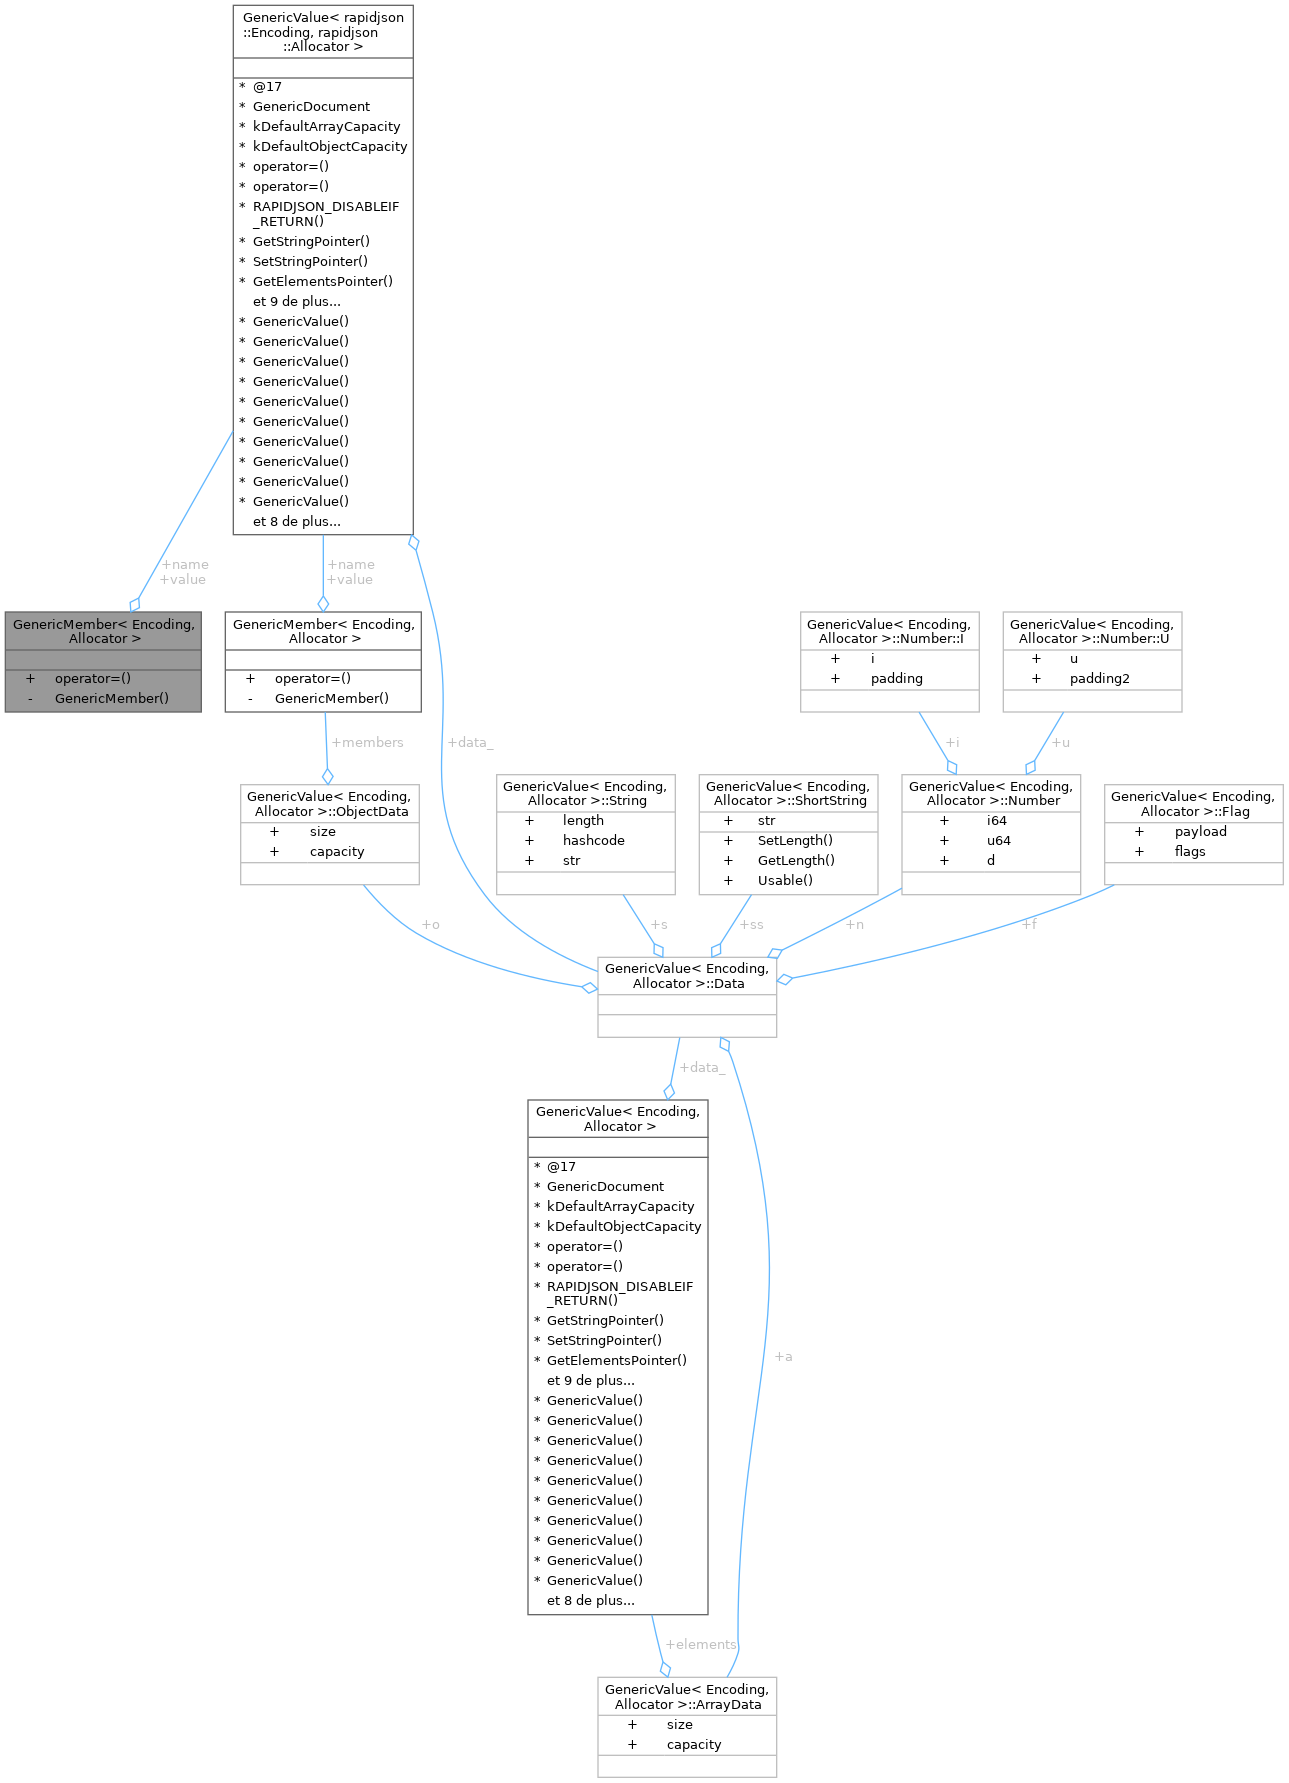 GenericValue< rapidjson
::Encoding, rapidjson
::Allocator >
* @17
* GenericDocument
* kDefaultArrayCapacity
* kDefaultObjectCapacity
* operator=()
* operator=()
* RAPIDJSON_DISABLEIF
_RETURN()
* GetStringPointer()
* SetStringPointer()
* GetElementsPointer()
et 9 de plus...
* GenericValue()
* GenericValue()
* GenericValue()
* GenericValue()
* GenericValue()
* GenericValue()
* GenericValue()
* GenericValue()
* GenericValue()
* GenericValue()
et 8 de plus...
+name
+value
+name
+value
GenericMember< Encoding,
Allocator >
+ operator=()
- GenericMember()
GenericMember< Encoding,
Allocator >
+ operator=()
- GenericMember()
GenericValue< Encoding,
Allocator >::Number::I
+ i
+ padding
GenericValue< Encoding,
Allocator >::Number::U
+ u
+ padding2
+members
+data_
+i
+u
GenericValue< Encoding,
Allocator >::ObjectData
+ size
+ capacity
GenericValue< Encoding,
Allocator >::String
+ length
+ hashcode
+ str
GenericValue< Encoding,
Allocator >::ShortString
+ str
+ SetLength()
+ GetLength()
+ Usable()
GenericValue< Encoding,
Allocator >::Number
+ i64
+ u64
+ d
GenericValue< Encoding,
Allocator >::Flag
+ payload
+ flags
+o
+s
+ss
+n
+f
GenericValue< Encoding,
Allocator >::Data
+data_
GenericValue< Encoding,
Allocator >
* @17
* GenericDocument
* kDefaultArrayCapacity
* kDefaultObjectCapacity
* operator=()
* operator=()
* RAPIDJSON_DISABLEIF
_RETURN()
* GetStringPointer()
* SetStringPointer()
* GetElementsPointer()
et 9 de plus...
* GenericValue()
* GenericValue()
* GenericValue()
* GenericValue()
* GenericValue()
* GenericValue()
* GenericValue()
* GenericValue()
* GenericValue()
* GenericValue()
et 8 de plus...
+a
+elements
GenericValue< Encoding,
Allocator >::ArrayData
+ size
+ capacity